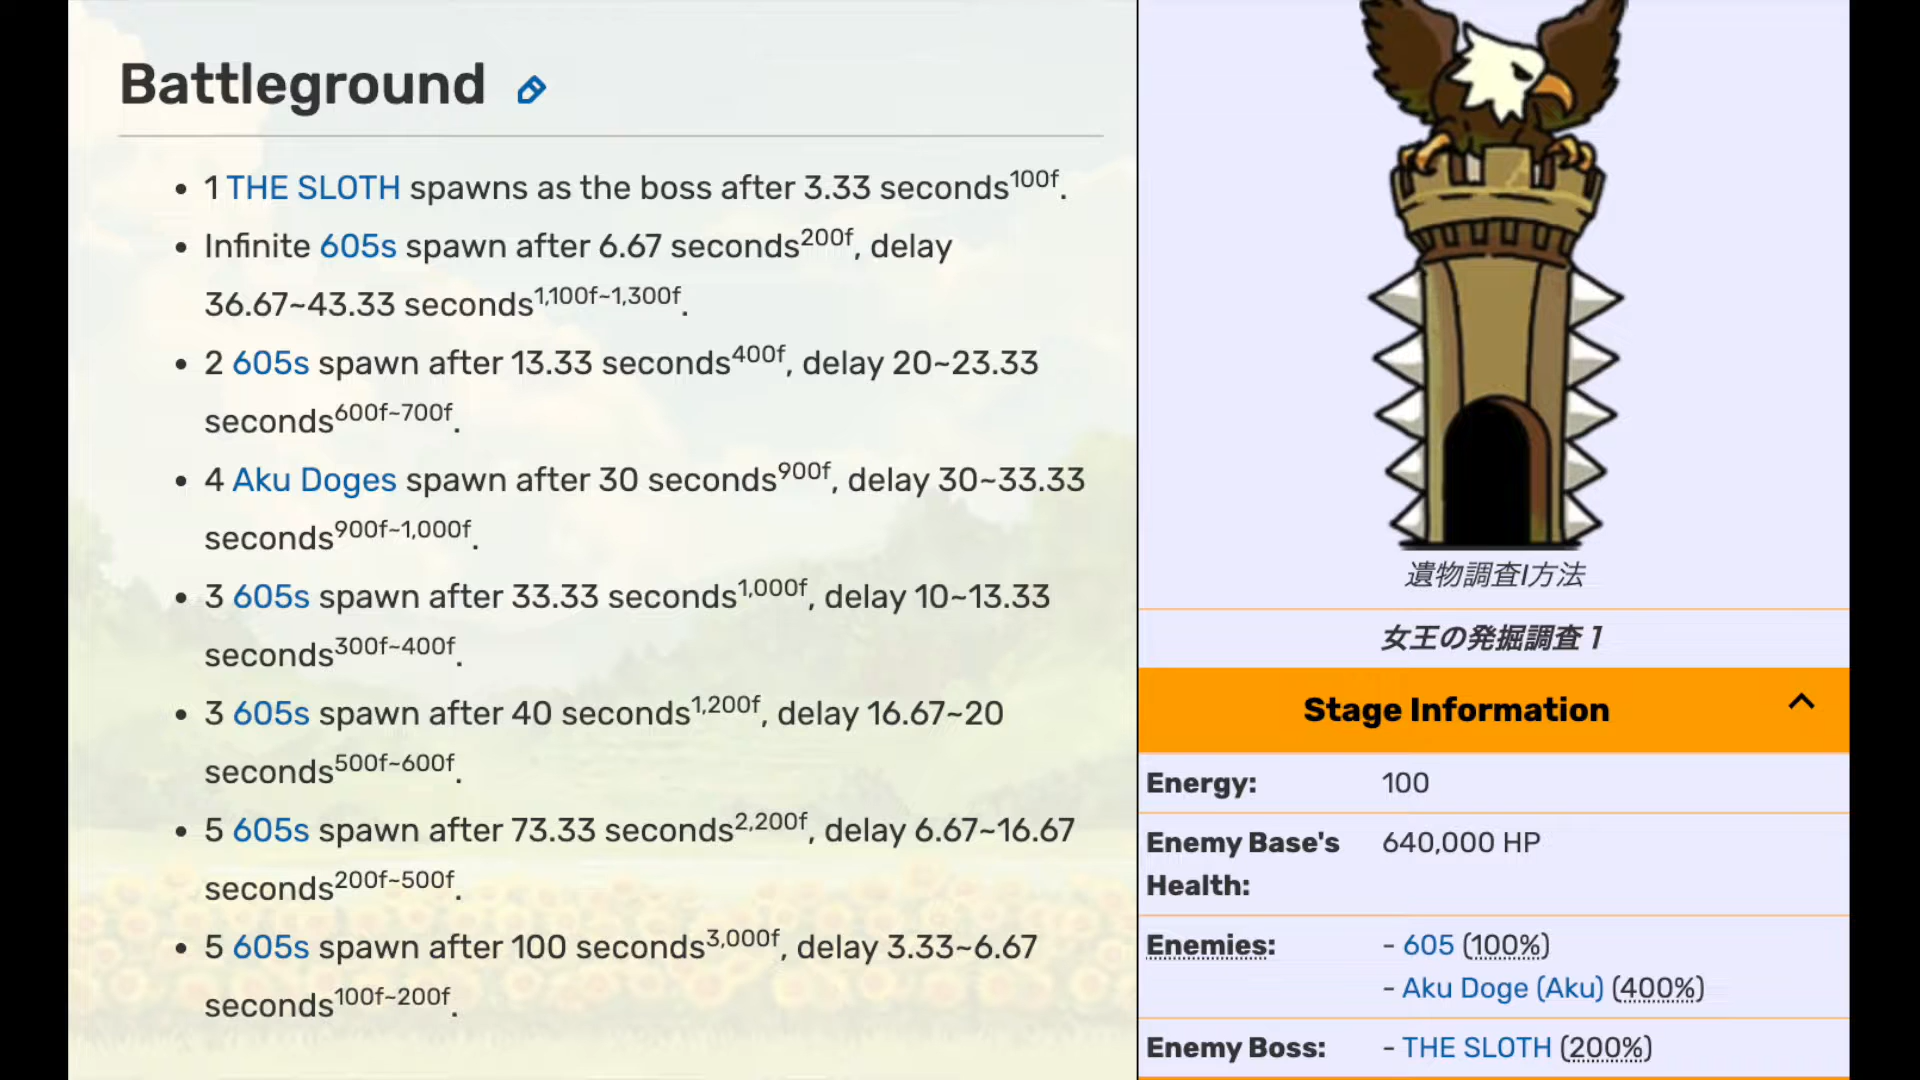 Battleground
• 1 THE SLOTH spawns as the boss after 3.33 seconds100f.
• Infinite 605s spawn after 6.67 seconds200f, delay
36.67~43.33 seconds1,100f~1,300f.
• 2 605s spawn after 13.33 seconds400f, delay 20~23.33
seconds600f~700f.
• 4 Aku Doges spawn after 30 seconds900f, delay 30~33.33
seconds900f~1,000f.
• 3 605s spawn after 33.33 seconds1,000f, delay 10~13.33
seconds300f~400f.
• 3 605s spawn after 40 seconds1,200f, delay 16.67~20
seconds500f~600f.
• 5 605s spawn after 73.33 seconds2,200f, delay 6.67~16.67
seconds200f~500f.
• 5 605s spawn after 100 seconds3,000f, delay 3.33~6.67
seconds100f~200f.
遺物調査I方法
女王の発掘調査 1
Stage Information
Energy: 100
Enemy Base's 640,000 HP
Health:
Enemies: - 605 (100%)
- Aku Doge (Aku) (400%)
Enemy Boss: - THE SLOTH (200%)